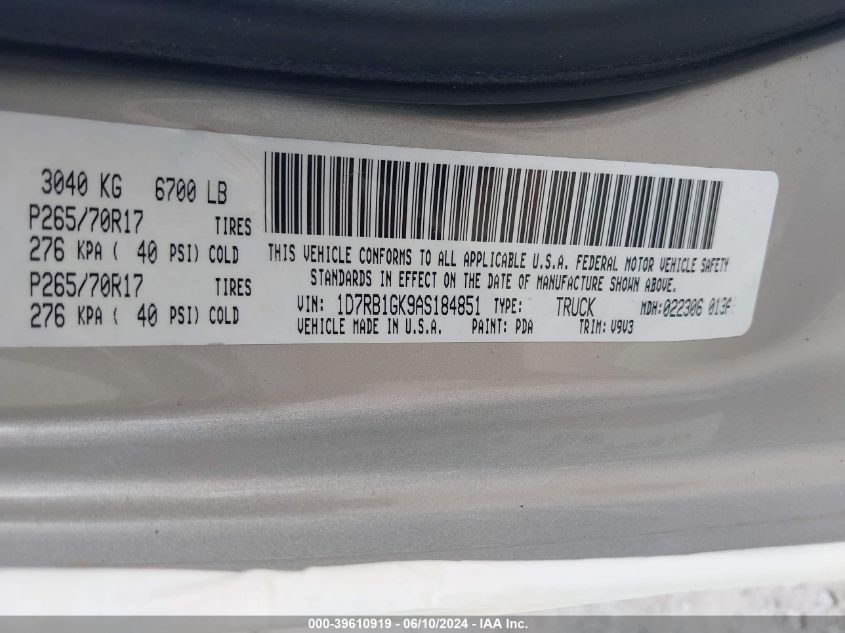 3040 KG 6700 LB
P265/70R17 TIRES
276 KPA ( 40 PSI) COLD
P265/70R17 TIRES
276 KPA ( 40 PSI) COLD
THIS VEHICLE CONFORMS TO ALL APPLICABLE U.S.A. FEDERAL MOTOR VEHICLE SAFETY
STANDARDS IN EFFECT ON THE DATE OF MANUFACTURE SHOWN ABOVE.
VIN: 1D7RB1GK9AS184851 TYPE: TRUCK MDH:022306 013A
VEHICLE MADE IN U.S.A. PAINT: PDA TRIM: V9V3
000-39610919 - 06/10/2024 - IAA Inc.